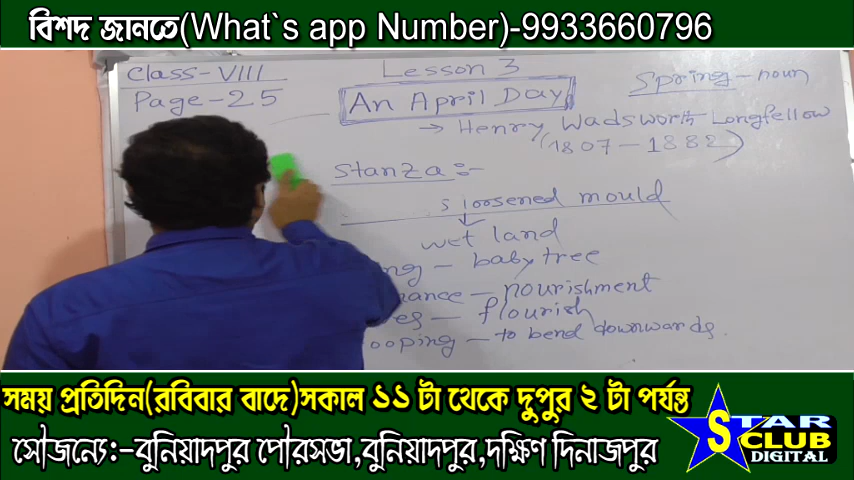 বিশদ জানতে(What`s app Number)-9933660796
Class-VIII
Lesson 3
Page-25
An April Day
Spring - noun
→ Henry Wadsworth Longfellow
(1807-1882)
Stanza :-
s loosened mould
wet land
ng - baby tree
nance - nourishment
es - flourish
ooping - to bend downwards.
সময় প্রতিদিন(রবিবার বাদে)সকাল ১১ টা থেকে দুপুর ২ টা পর্যন্ত
সৌজন্যে:-বুনিয়াদপুর পৌরসভা,বুনিয়াদপুর,দক্ষিণ দিনাজপুর
STAR
CLUB
DIGITAL